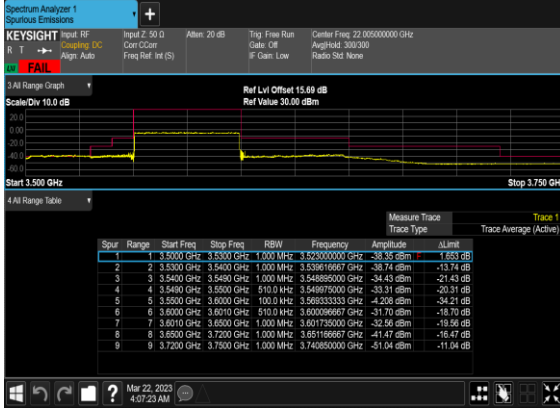 Spectrum Analyzer 1
Spurious Emissions
KEYSIGHT Input: RF Input Z: 50 Ω Atten: 20 dB Trig: Free Run Center Freq: 22.005000000 GHz
R T Coupling: DC Corr CCorr Gate: Off Avg|Hold: 300/300
Align: Auto Freq Ref: Int (S) IF Gain: Low Radio Std: None
FAIL
3 All Range Graph
Ref Lvl Offset 15.69 dB
Scale/Div 10.0 dB Ref Value 30.00 dBm
20.0
0.00
-20.0
-40.0
-60.0
Start 3.500 GHz Stop 3.750 GH
4 All Range Table
Measure Trace Trace 1
Trace Type Trace Average (Active)
Spur Range Start Freq Stop Freq RBW Frequency Amplitude ΔLimit
1 1 3.5000 GHz 3.5300 GHz 1.000 MHz 3.523000000 GHz -38.35 dBm F 1.653 dB
2 2 3.5300 GHz 3.5400 GHz 1.000 MHz 3.539616667 GHz -38.74 dBm -13.74 dB
3 3 3.5400 GHz 3.5490 GHz 1.000 MHz 3.548895000 GHz -34.43 dBm -21.43 dB
4 4 3.5490 GHz 3.5500 GHz 510.0 kHz 3.549975000 GHz -33.31 dBm -20.31 dB
5 5 3.5500 GHz 3.6000 GHz 100.0 kHz 3.569333333 GHz -4.208 dBm -34.21 dB
6 6 3.6000 GHz 3.6010 GHz 510.0 kHz 3.600096667 GHz -31.70 dBm -18.70 dB
7 7 3.6010 GHz 3.6500 GHz 1.000 MHz 3.601735000 GHz -32.56 dBm -19.56 dB
8 8 3.6500 GHz 3.7200 GHz 1.000 MHz 3.651166667 GHz -41.47 dBm -16.47 dB
9 9 3.7200 GHz 3.7500 GHz 1.000 MHz 3.740850000 GHz -51.04 dBm -11.04 dB
Mar 22, 2023
4:07:23 AM